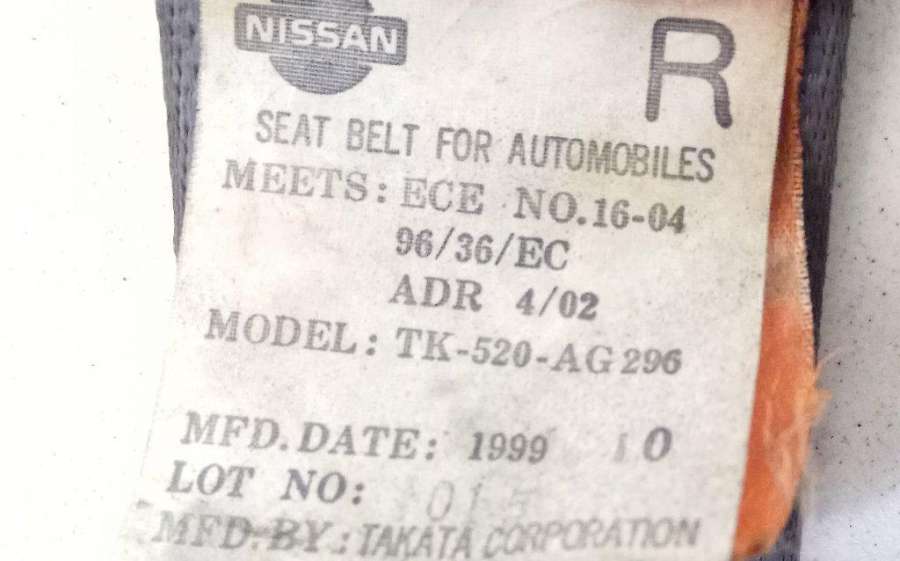 NISSAN
R
SEAT BELT FOR AUTOMOBILES
MEETS: ECE NO.16-04
96/36/EC
ADR 4/02
MODEL: TK-520-AG296
MFD.DATE: 1999 10
LOT NO:
MFD.BY: TAKATA CORPORATION